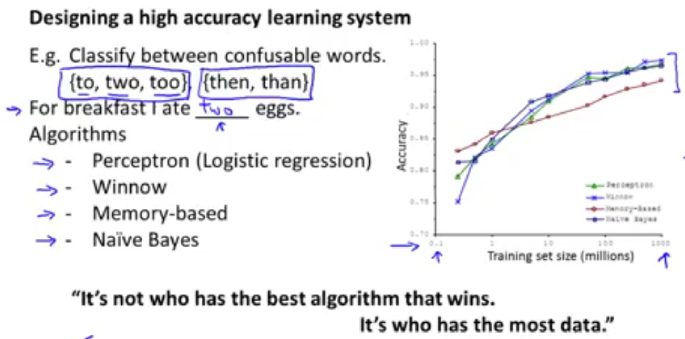 Designing a high accuracy learning system
E.g. Classify between confusable words.
{to, two, too}, {then, than}
For breakfast I ate two eggs.
Algorithms
- Perceptron (Logistic regression)
- Winnow
- Memory-based
- Naïve Bayes
1.00
0.95
0.90
0.85
0.80
0.75
0.70
Accuracy
Perceptron
Winnow
Memory-Based
Naïve Bayes
0.1 1 10 100 1000
Training set size (millions)
“It’s not who has the best algorithm that wins.
It’s who has the most data.”